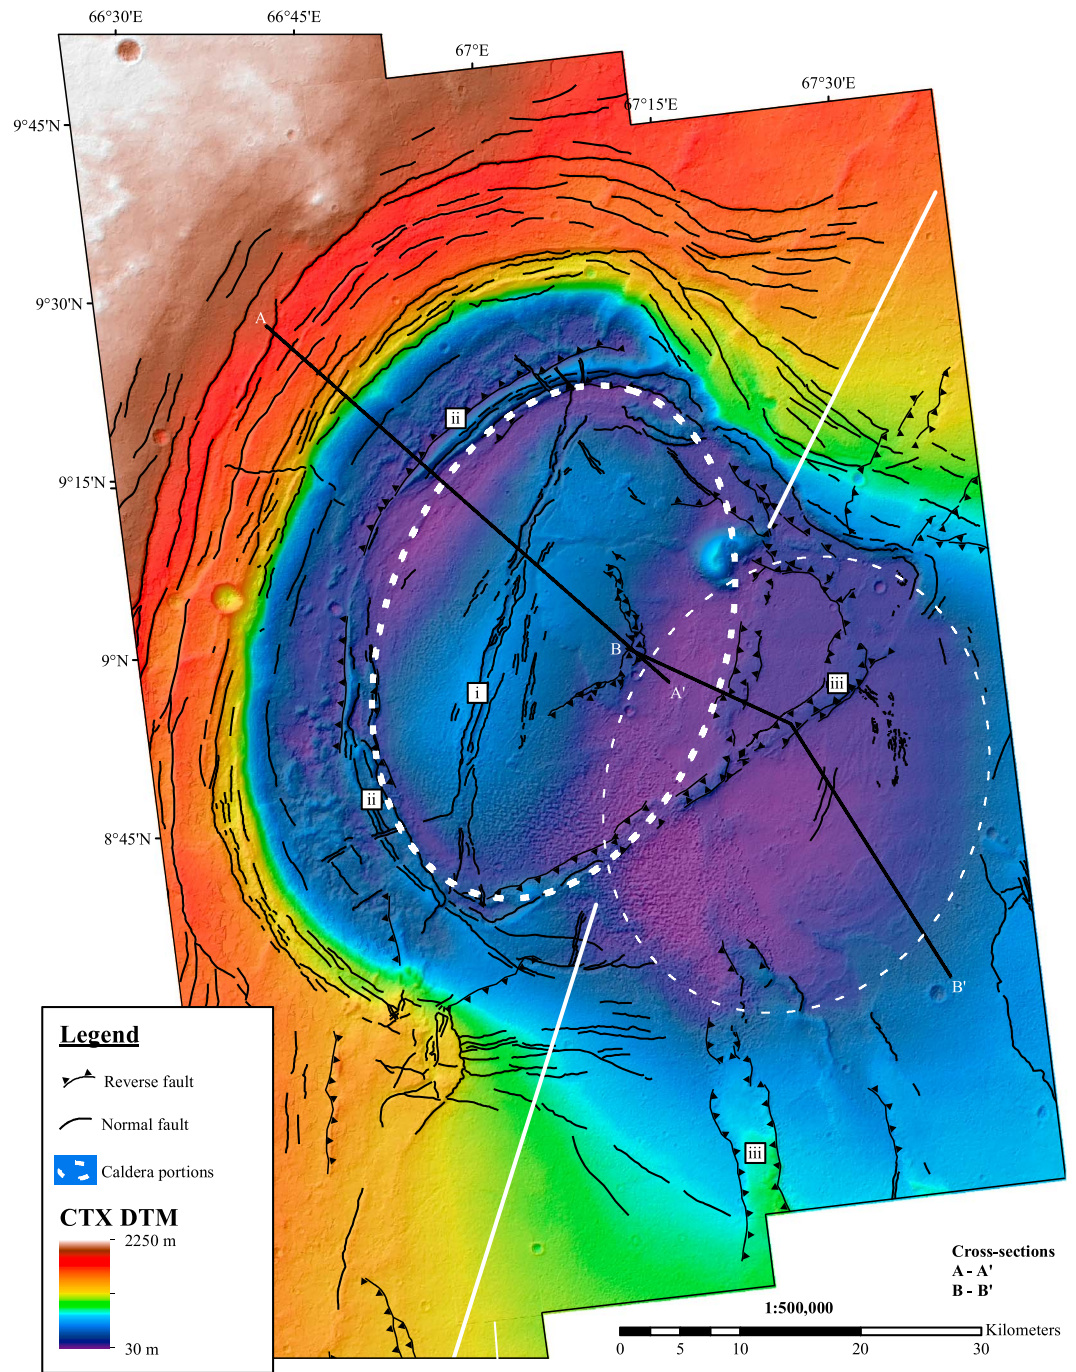 66°30'E
66°45'E
67°E
67°15'E
67°30'E
9°45'N
9°30'N
9°15'N
9°N
8°45'N
A
ii
B
A'
i
iii
ii
B'
iii
Legend
Reverse fault
Normal fault
Caldera portions
CTX DTM
2250 m
30 m
Cross-sections
A - A'
B - B'
1:500,000
Kilometers
0 5 10 20 30